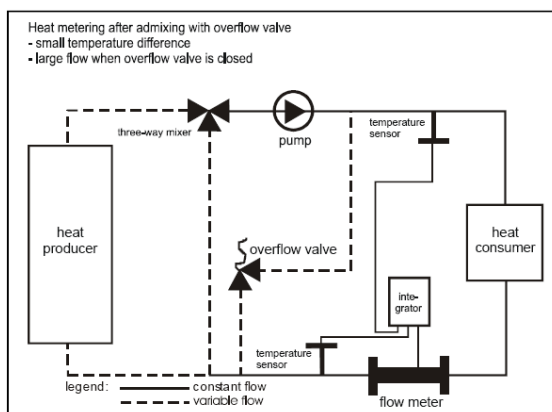 Heat metering after admixing with overflow valve
- small temperature difference
- large flow when overflow valve is closed
three-way mixer
pump
temperature
sensor
heat
producer
overflow valve
heat
consumer
inte-
grator
temperature
sensor
flow meter
legend:
constant flow
variable flow